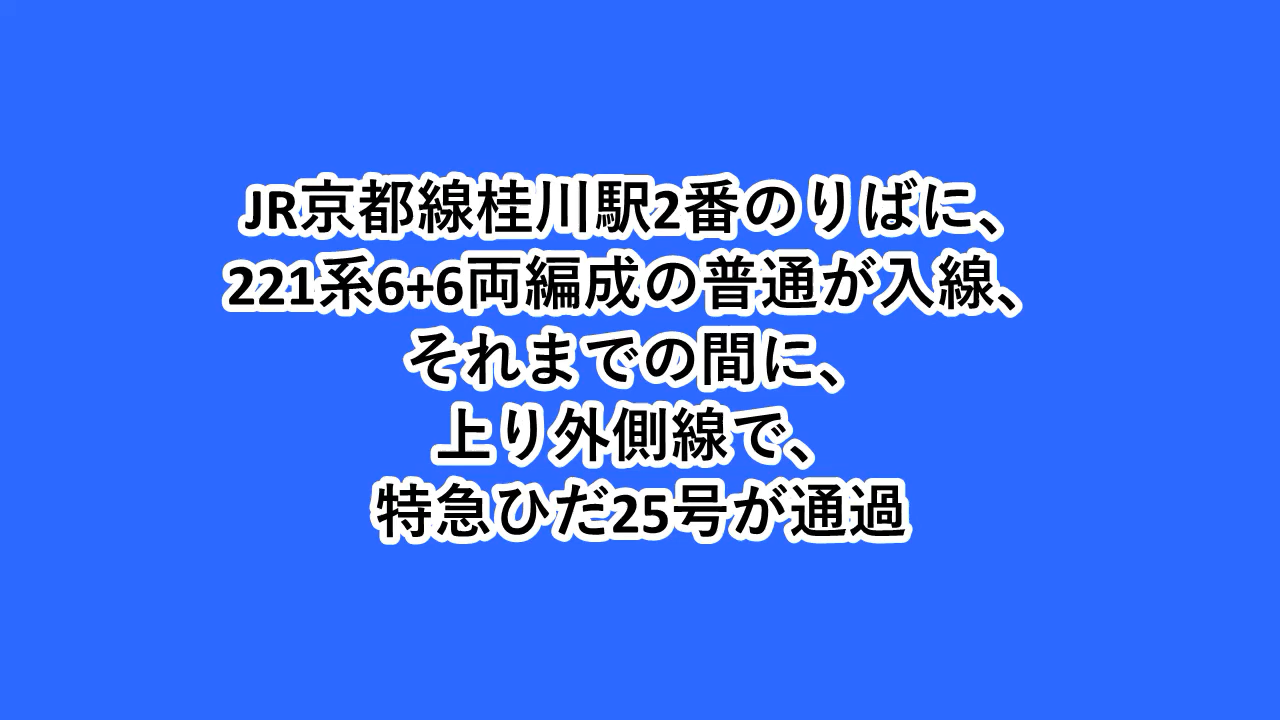 JR京都線桂川駅2番のりばに、
221系6+6両編成の普通が入線、
それまでの間に、
上り外側線で、
特急ひだ25号が通過